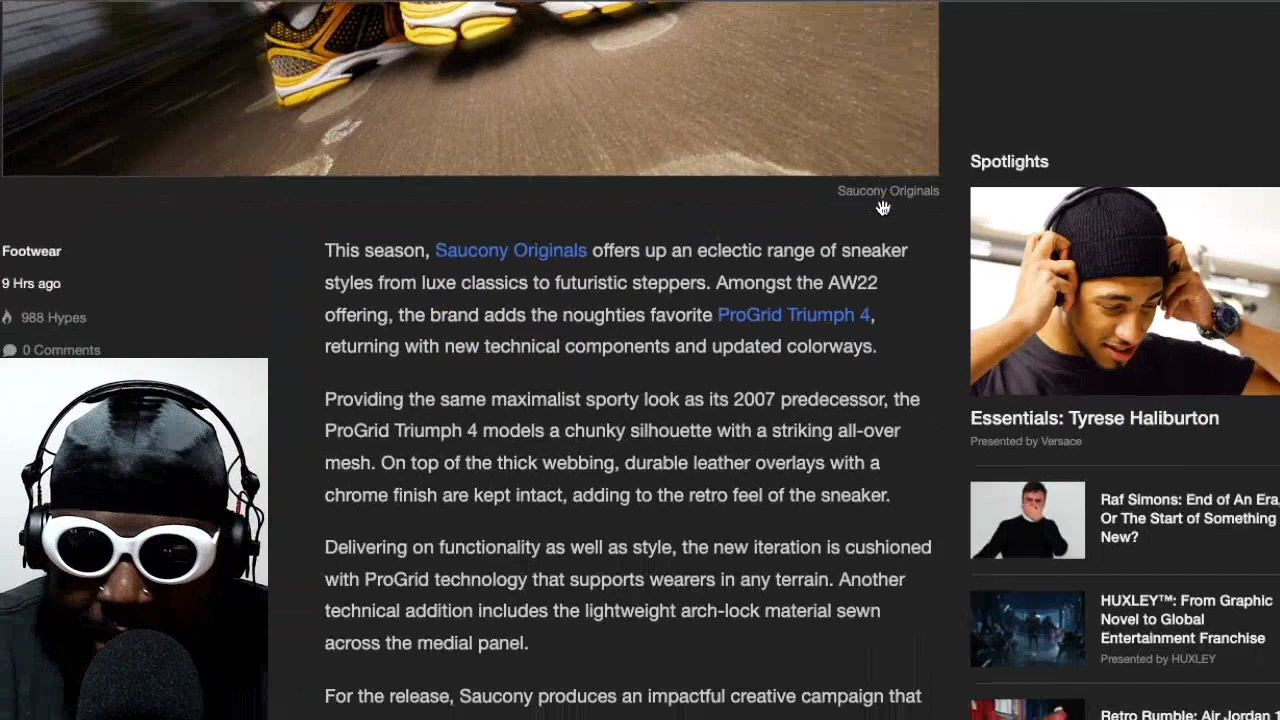 Saucony Originals
Spotlights
Footwear
9 Hrs ago
988 Hypes
0 Comments
This season, Saucony Originals offers up an eclectic range of sneaker
styles from luxe classics to futuristic steppers. Amongst the AW22
offering, the brand adds the noughties favorite ProGrid Triumph 4,
returning with new technical components and updated colorways.
Providing the same maximalist sporty look as its 2007 predecessor, the
ProGrid Triumph 4 models a chunky silhouette with a striking all-over
mesh. On top of the thick webbing, durable leather overlays with a
chrome finish are kept intact, adding to the retro feel of the sneaker.
Delivering on functionality as well as style, the new iteration is cushioned
with ProGrid technology that supports wearers in any terrain. Another
technical addition includes the lightweight arch-lock material sewn
across the medial panel.
For the release, Saucony produces an impactful creative campaign that
Essentials: Tyrese Haliburton
Presented by Versace
Raf Simons: End of An Era
Or The Start of Something
New?
HUXLEY™: From Graphic
Novel to Global
Entertainment Franchise
Presented by HUXLEY
Retro Rumble: Air Jordan 1